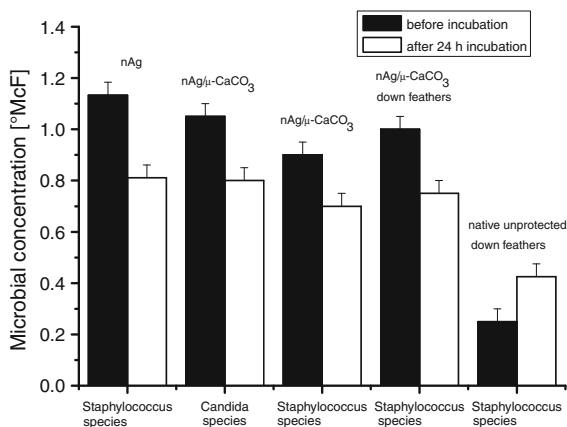 Microbial concentration [°McF]
1.4
1.2
1.0
0.8
0.6
0.4
0.2
0.0
before incubation
after 24 h incubation
nAg
nAg/μ-CaCO3
nAg/μ-CaCO3
nAg/μ-CaCO3
down feathers
native unprotected
down feathers
Staphylococcus
species
Candida
species
Staphylococcus
species
Staphylococcus
species
Staphylococcus
species